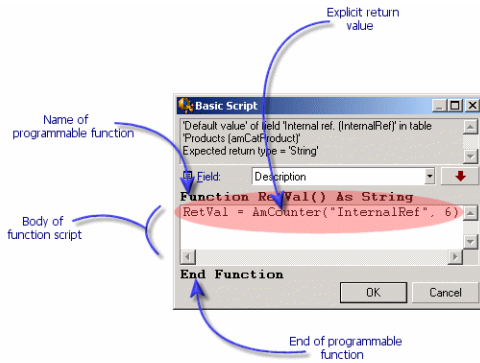 Explicit return
value
Basic Script
Name of
programmable function
'Default value' of field 'Internal ref. (InternalRef)' in table
'Products (amCatProduct)'
Expected return type = 'String'
Field:
Description
Function RetVal() As String
RetVal = AmCounter("InternalRef", 6)
Body of
function script
End Function
OK
Cancel
End of programmable
function